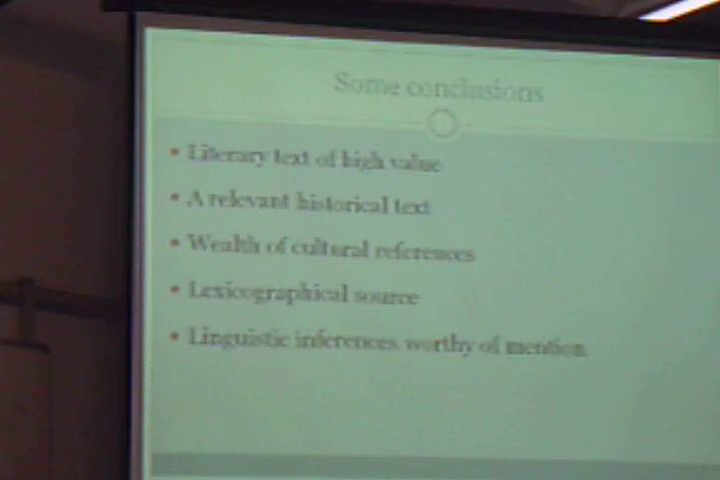 Some conclusions
• Literary text of high value
• A relevant historical text
• Wealth of cultural references
• Lexicographical source
• Linguistic inferences worthy of mention